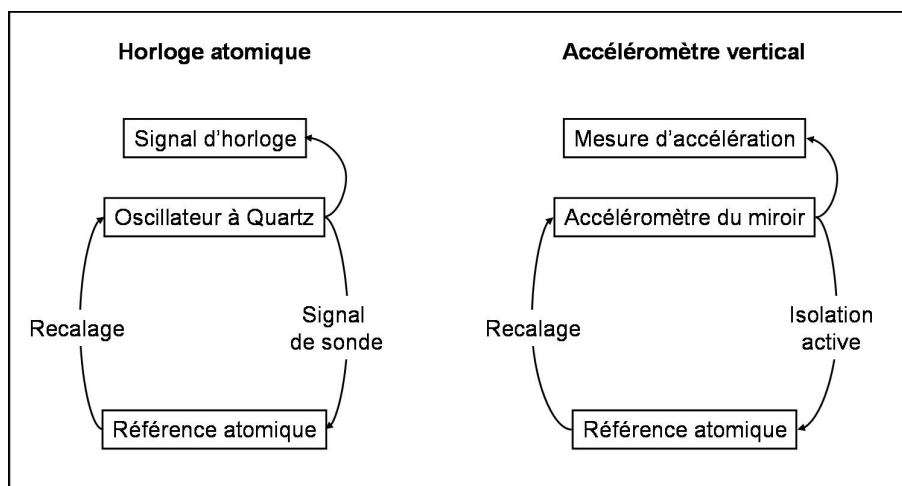 Horloge atomique
Signal d'horloge
Oscillateur à Quartz
Recalage
Signal
de sonde
Référence atomique
Accéléromètre vertical
Mesure d'accélération
Accéléromètre du miroir
Recalage
Isolation
active
Référence atomique